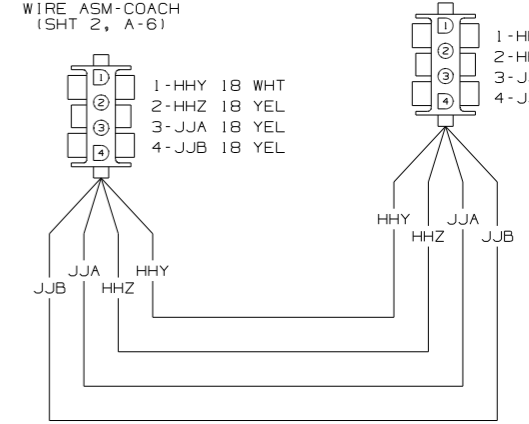 WIRE ASM-COACH
(SHT 2, A-6)
1
2
3
4
1-HHY 18 WHT
2-HHZ 18 YEL
3-JJA 18 YEL
4-JJB 18 YEL
1
2
3
4
JJB
JJA
HHZ
HHY
HHY
HHZ
JJA
JJB